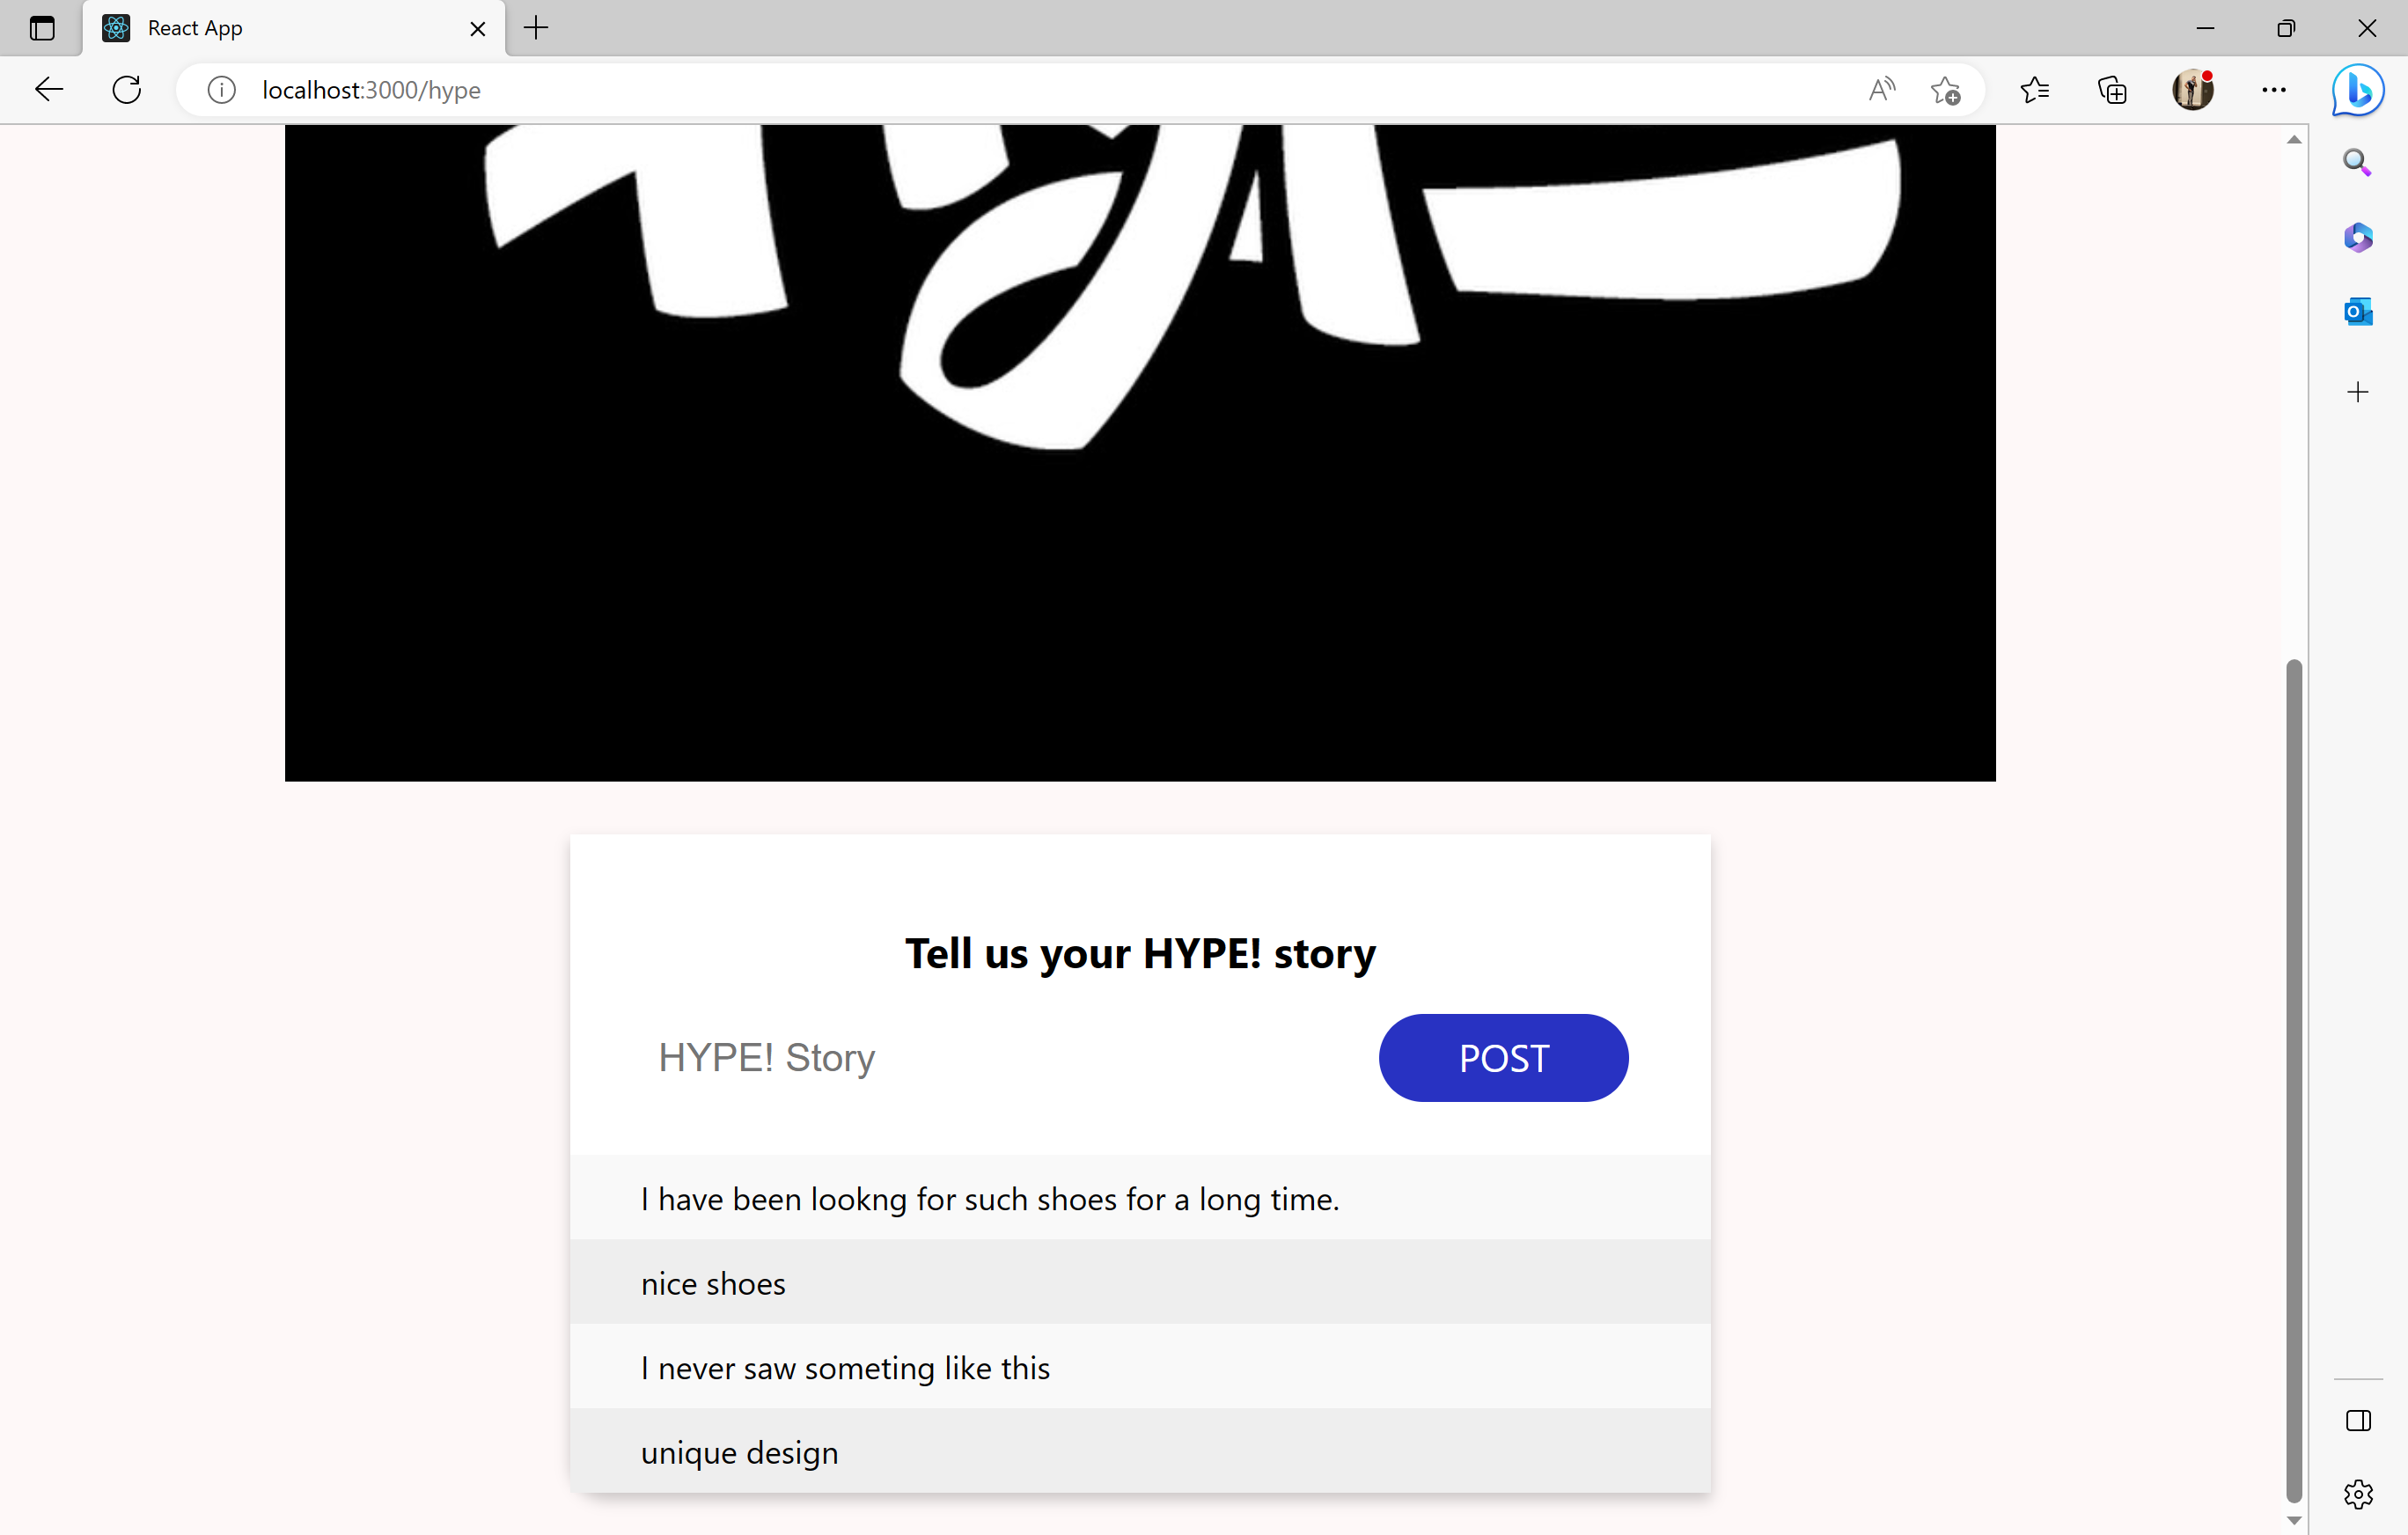 React App
localhost:3000/hype
Tell us your HYPE! story
HYPE! Story
POST
I have been lookng for such shoes for a long time.
nice shoes
I never saw someting like this
unique design